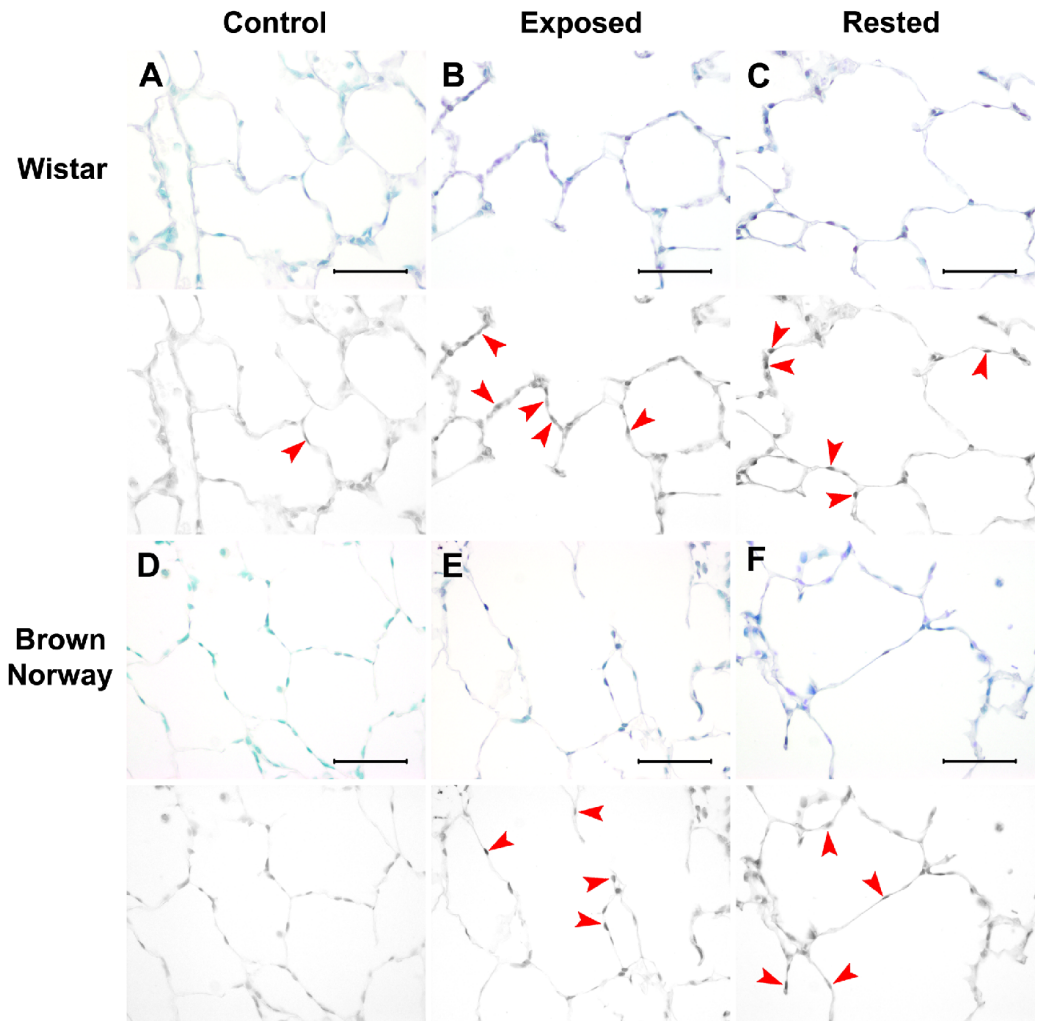 Control Exposed Rested
A B C
Wistar
D E F
Brown
Norway